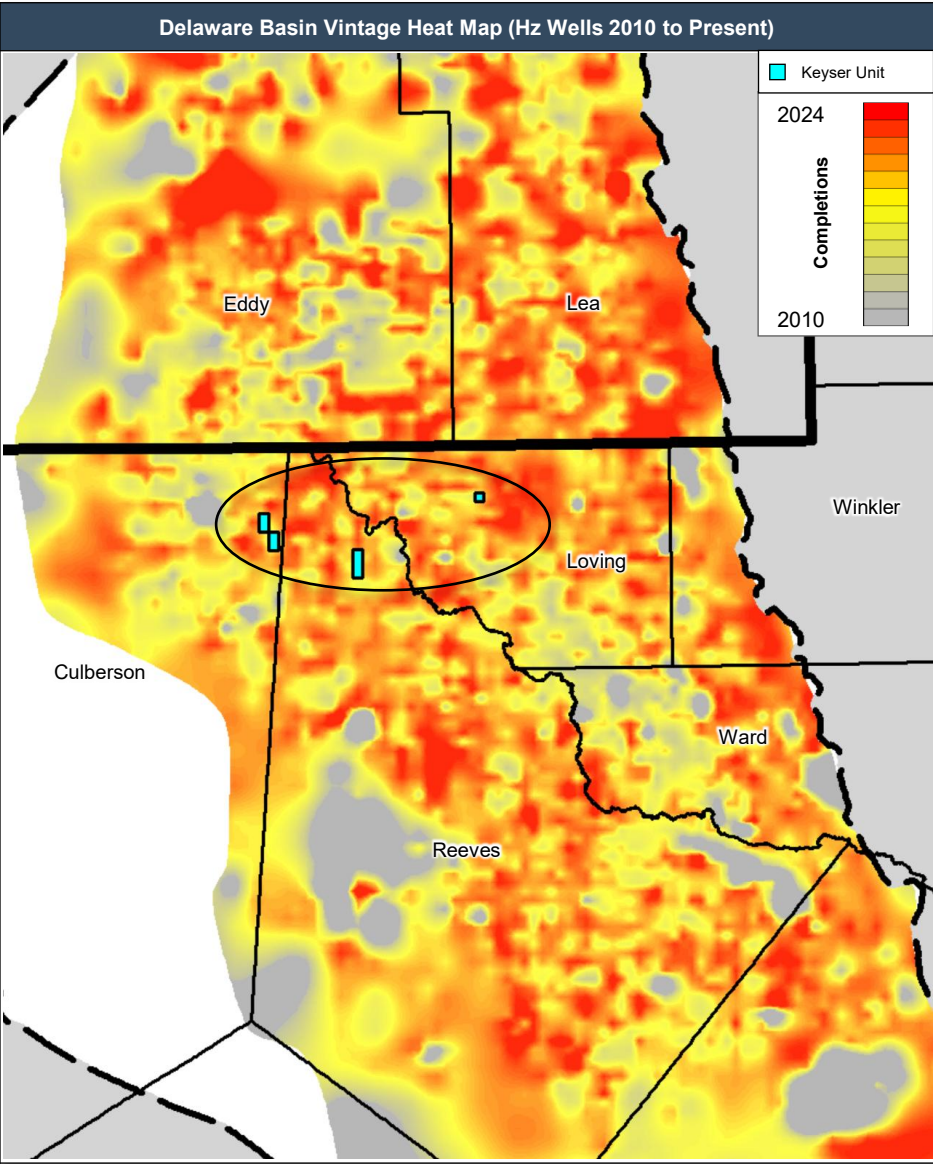 Delaware Basin Vintage Heat Map (Hz Wells 2010 to Present)
Keyser Unit
2024
Completions
2010
Eddy
Lea
Winkler
Loving
Culberson
Ward
Reeves